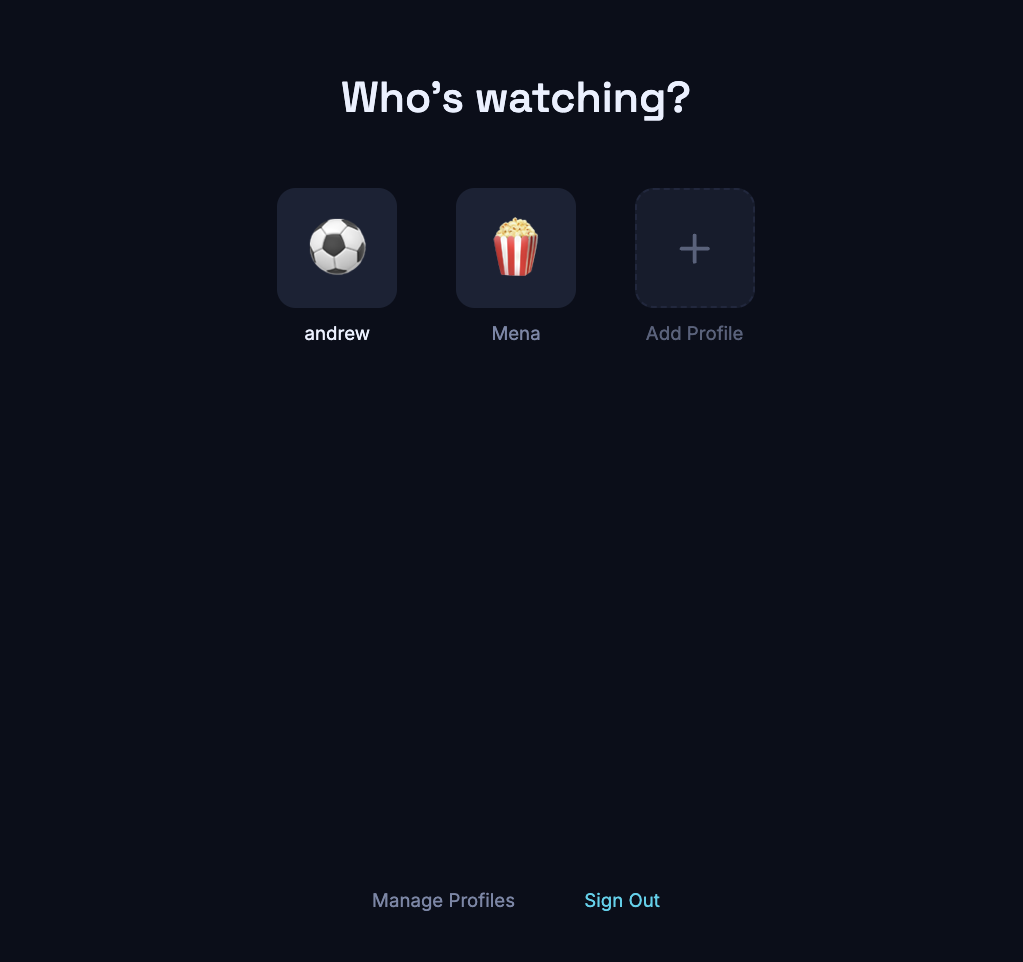 Who’s watching?
andrew
Mena
Add Profile
Manage Profiles
Sign Out